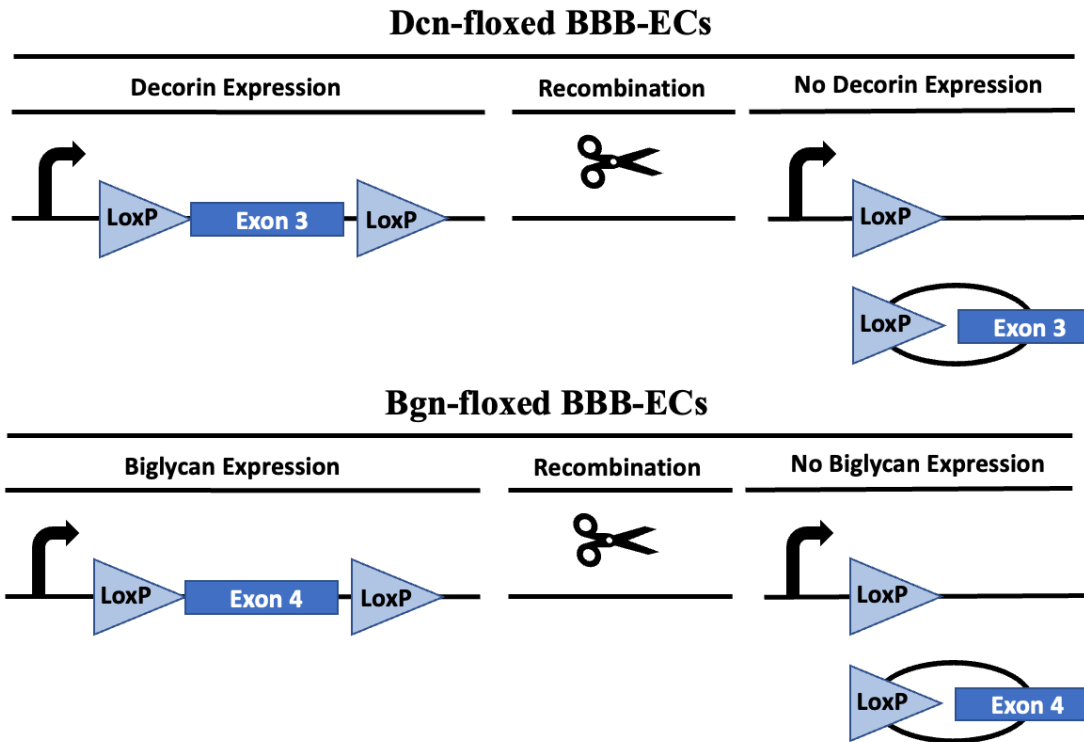 Dcn-floxed BBB-ECs
Decorin Expression Recombination No Decorin Expression
LoxP Exon 3 LoxP LoxP
LoxP Exon 3
Bgn-floxed BBB-ECs
Biglycan Expression Recombination No Biglycan Expression
LoxP Exon 4 LoxP LoxP
LoxP Exon 4